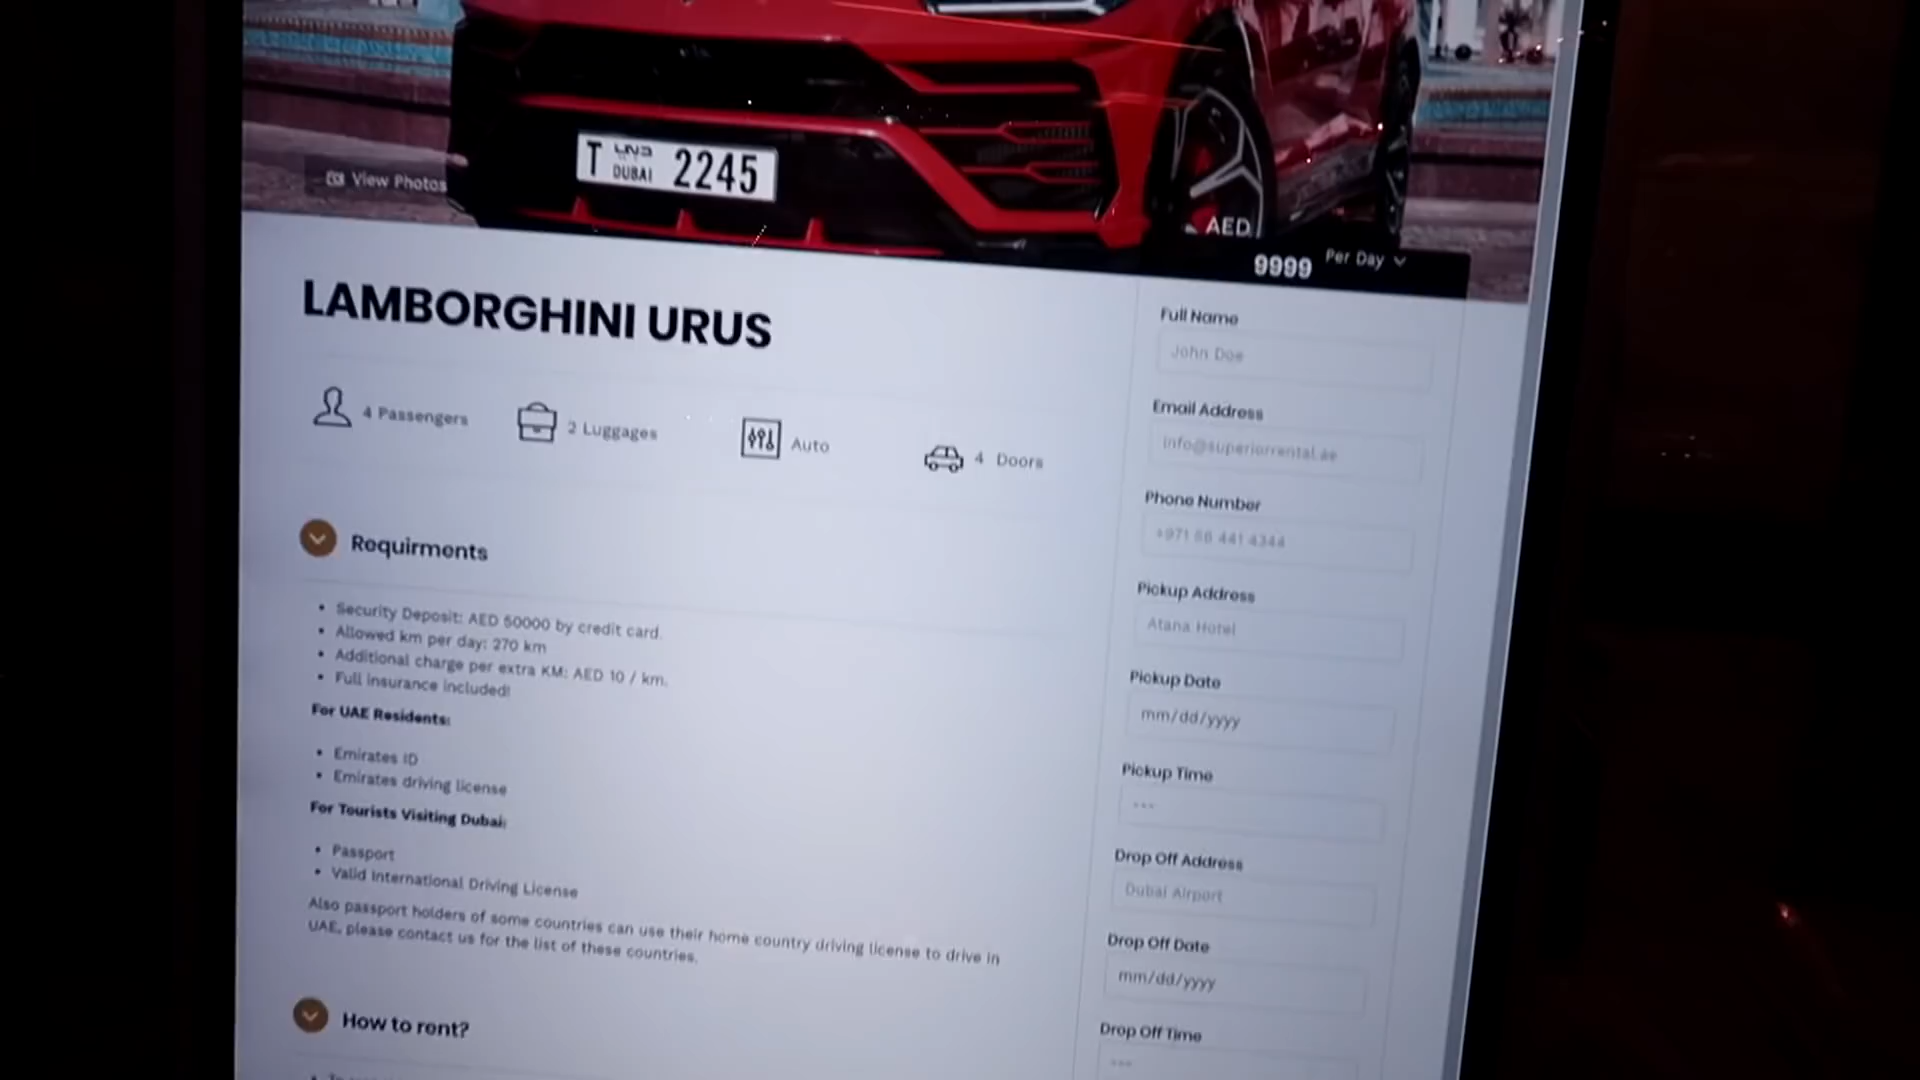 T DUBAI 2245
View Photos
AED
9999 Per Day
LAMBORGHINI URUS
4 Passengers
2 Luggages
Auto
4 Doors
Requirments
• Security Deposit: AED 50000 by credit card.
• Allowed km per day: 270 km
• Additional charge per extra KM: AED 10 / km.
• Full insurance included!
For UAE Residents:
• Emirates ID
• Emirates driving license
For Tourists Visiting Dubai:
• Passport
• Valid International Driving License
Also passport holders of some countries can use their home country driving license to drive in
UAE, please contact us for the list of these countries.
How to rent?
Full Name
John Doe
Email Address
info@superiorrental.ae
Phone Number
+971 56 441 4344
Pickup Address
Atana Hotel
Pickup Date
mm/dd/yyyy
Pickup Time
---
Drop Off Address
Dubai Airport
Drop Off Date
mm/dd/yyyy
Drop Off Time
---